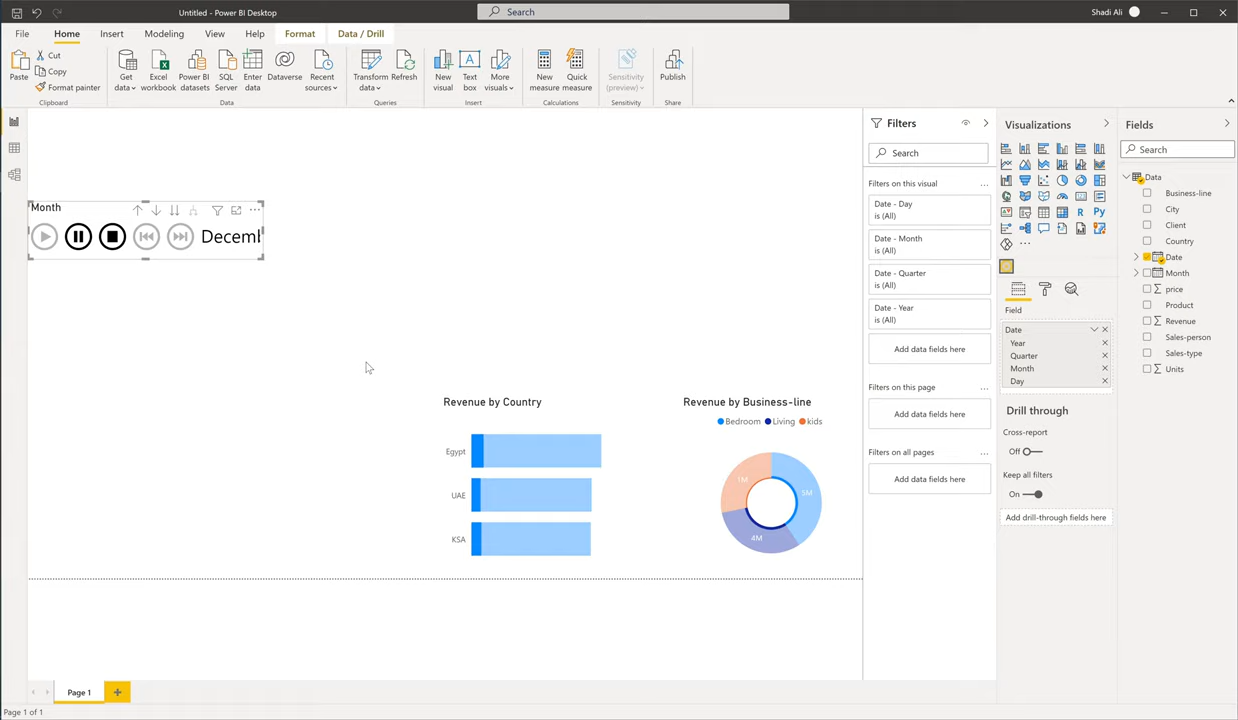 Untitled - Power BI Desktop
Search
Shadi Ali
File Home Insert Modeling View Help Format Data / Drill
Paste
Cut
Copy
Format painter
Get data
Excel workbook
Power BI datasets
SQL Server
Enter data
Dataverse
Recent sources
Transform data
Refresh
New visual
Text box
More visuals
New measure
Quick measure
Sensitivity (preview)
Publish
Clipboard
Data
Queries
Insert
Calculations
Sensitivity
Share
Month
Decemb
Revenue by Country
Egypt
UAE
KSA
Revenue by Business-line
Bedroom Living kids
1M
5M
4M
Filters
Search
Filters on this visual
Date - Day
is (All)
Date - Month
is (All)
Date - Quarter
is (All)
Date - Year
is (All)
Add data fields here
Filters on this page
Add data fields here
Filters on all pages
Add data fields here
Visualizations
R
Py
Field
Date
Year
Quarter
Month
Day
Drill through
Cross-report
Off
Keep all filters
On
Add drill-through fields here
Fields
Search
Data
Business-line
City
Client
Country
Date
Month
price
Product
Revenue
Sales-person
Sales-type
Units
Page 1
Page 1 of 1